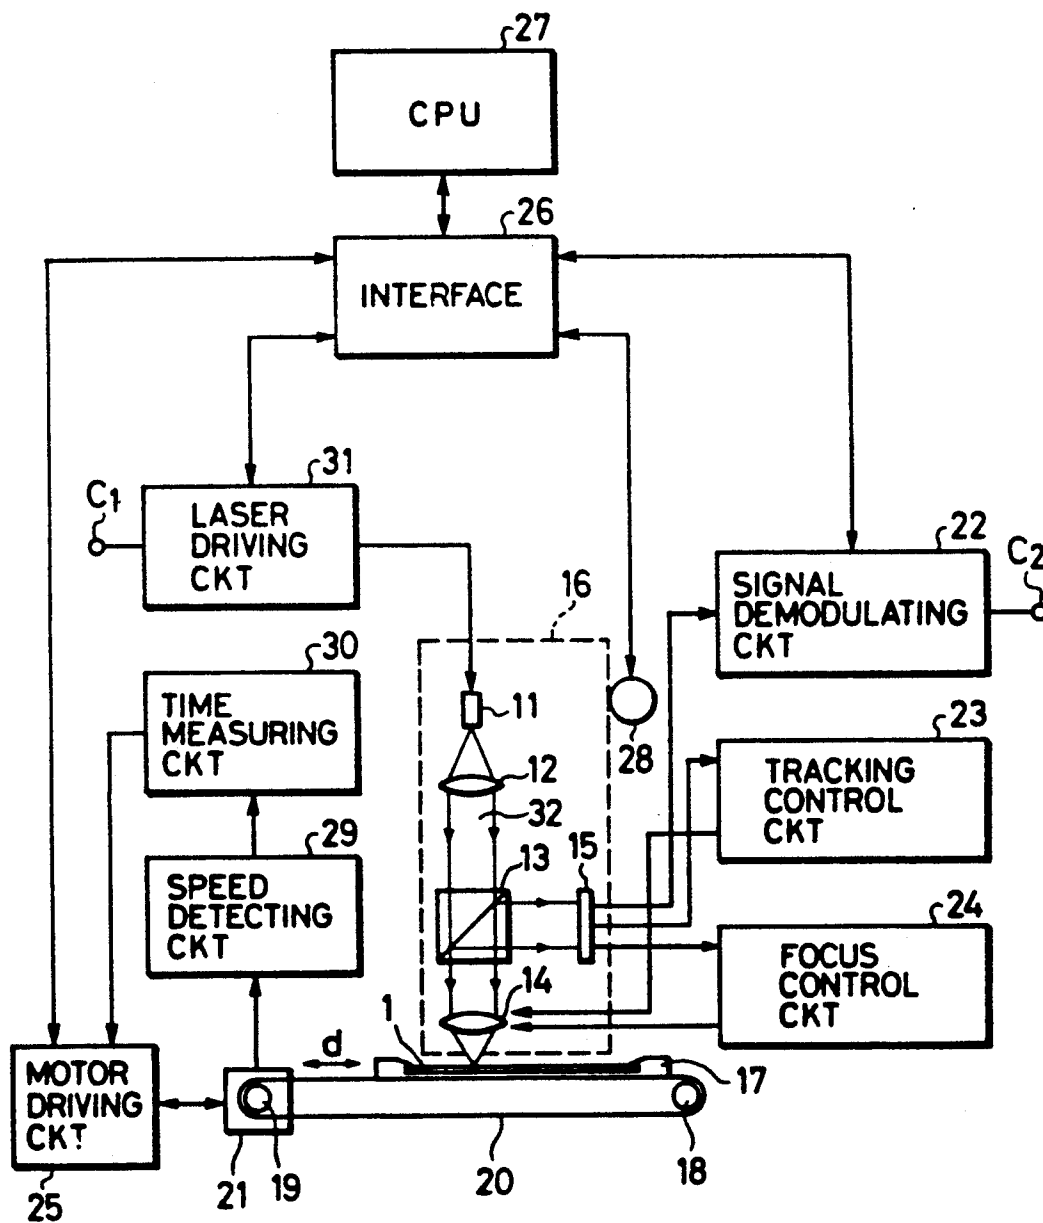 27
CPU
26
INTERFACE
31
C1
LASER
DRIVING
CKT
22
C2
SIGNAL
DEMODULATING
CKT
16
30
TIME
MEASURING
CKT
11
28
23
TRACKING
CONTROL
CKT
12
32
29
SPEED
DETECTING
CKT
13
15
24
FOCUS
CONTROL
CKT
14
1
d
17
MOTOR
DRIVING
CKT
25
21
19
20
18